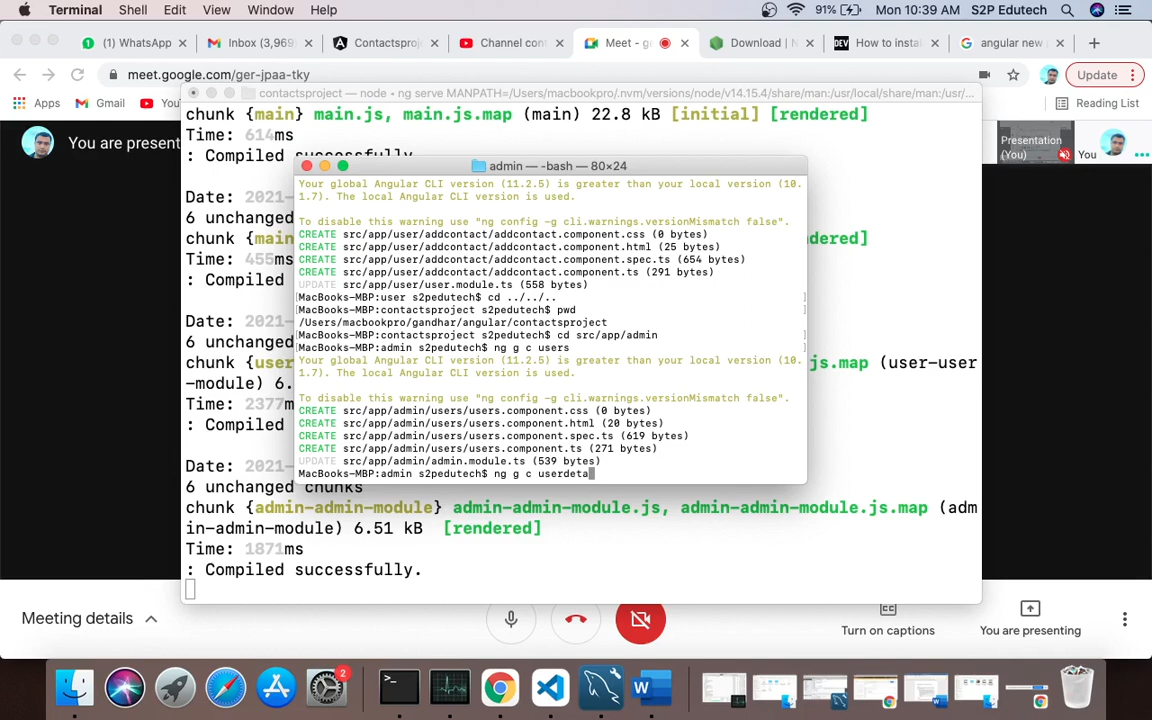 Terminal Shell Edit View Window Help 91% Mon 10:39 AM S2P Edutech
WhatsApp Inbox (3,969) Contactsproj Channel con Meet - ge Download | N DEV How to instal angular new
meet.google.com/ger-jpaa-tky Update
Apps Gmail You Reading List
contactsproject — node • ng serve MANPATH=/Users/macbookpro/.nvm/versions/node/v14.15.4/share/man:/usr/local/share/man:/usr/...
You are present
Presentation
(You)
You
chunk {main} main.js, main.js.map (main) 22.8 kB [initial] [rendered]
Time: 614ms
: Compiled successfully.
Date: 2021-
6 unchanged
chunk {main
dered]
Time: 455ms
: Compiled
Date: 2021-
6 unchanged
chunk {user
js.map (user-user
-module) 6.
Time: 2377m
: Compiled
Date: 2021-
6 unchanged chunks
chunk {admin-admin-module} admin-admin-module.js, admin-admin-module.js.map (adm
in-admin-module) 6.51 kB [rendered]
Time: 1871ms
: Compiled successfully.
admin — -bash — 80×24
Your global Angular CLI version (11.2.5) is greater than your local version (10.
1.7). The local Angular CLI version is used.
To disable this warning use "ng config -g cli.warnings.versionMismatch false".
CREATE src/app/user/addcontact/addcontact.component.css (0 bytes)
CREATE src/app/user/addcontact/addcontact.component.html (25 bytes)
CREATE src/app/user/addcontact/addcontact.component.spec.ts (654 bytes)
CREATE src/app/user/addcontact/addcontact.component.ts (291 bytes)
UPDATE src/app/user/user.module.ts (558 bytes)
[MacBooks-MBP:user s2pedutech$ cd ../../.. ]
[MacBooks-MBP:contactsproject s2pedutech$ pwd ]
/Users/macbookpro/gandhar/angular/contactsproject
[MacBooks-MBP:contactsproject s2pedutech$ cd src/app/admin ]
[MacBooks-MBP:admin s2pedutech$ ng g c users ]
Your global Angular CLI version (11.2.5) is greater than your local version (10.
1.7). The local Angular CLI version is used.
To disable this warning use "ng config -g cli.warnings.versionMismatch false".
CREATE src/app/admin/users/users.component.css (0 bytes)
CREATE src/app/admin/users/users.component.html (20 bytes)
CREATE src/app/admin/users/users.component.spec.ts (619 bytes)
CREATE src/app/admin/users/users.component.ts (271 bytes)
UPDATE src/app/admin/admin.module.ts (539 bytes)
MacBooks-MBP:admin s2pedutech$ ng g c userdeta
Meeting details
Turn on captions
You are presenting
2